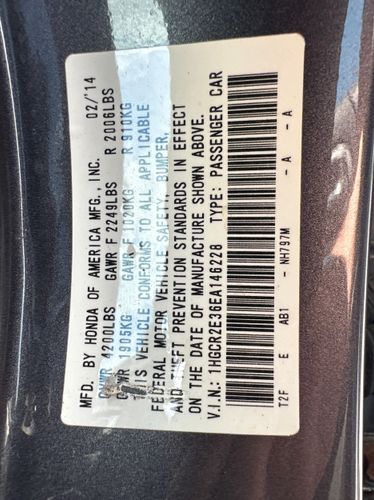 MFD. BY HONDA OF AMERICA MFG., INC. 02/'14
GVWR 4200LBS GAWR F 2249LBS R 2006LBS
GVWR 1905KG GAWR F 1020KG R 910KG
THIS VEHICLE CONFORMS TO ALL APPLICABLE
FEDERAL MOTOR VEHICLE SAFETY, BUMPER,
AND THEFT PREVENTION STANDARDS IN EFFECT
ON THE DATE OF MANUFACTURE SHOWN ABOVE.
V.I.N.: 1HGCR2E36EA146228 TYPE: PASSENGER CAR
T2F E AB1 - NH797M - A - A